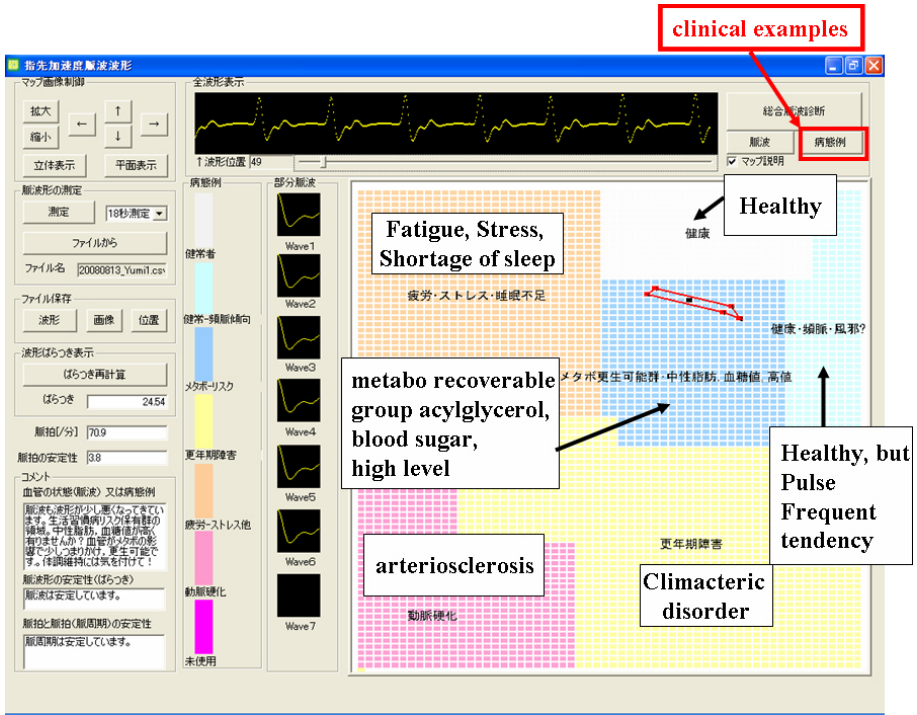 clinical examples
指先加速度脈波波形
マップ画像制御
拡大
←
↑
→
縮小
↓
立体表示
平面表示
脈波形の測定
測定
18秒測定
ファイルから
ファイル名
20080813_Yumi1.csv
ファイル保存
波形
画像
位置
波形ばらつき表示
ばらつき再計算
ばらつき
24.54
脈拍[/分]
70.9
脈拍の安定性
3.8
コメント
血管の状態(脈波) 又は病態例
脈波も波形が少し悪くなってきてい
ます。生活習慣病リスク保有群の
領域。中性脂肪, 血糖値が高く
有りませんか？血管がメタボの影
響で少しつまりかけ, 更生可能で
す。体調維持には気を付けて！
脈波形の安定性(ばらつき)
脈波は安定しています。
脈拍と脈拍(脈周期)の安定性
脈周期は安定しています。
全波形表示
↑波形位置
49
総合脈波診断
脈波
病態例
マップ説明
病態例
健常者
健常-頻脈傾向
メタボ-リスク
更年期障害
疲労-ストレス他
動脈硬化
未使用
部分脈波
Wave1
Wave2
Wave3
Wave4
Wave5
Wave6
Wave7
Fatigue, Stress,
Shortage of sleep
疲労・ストレス・睡眠不足
Healthy
健康
健康・頻脈・風邪?
メタボ更生可能群・中性脂肪, 血糖値, 高値
metabo recoverable
group acylglycerol,
blood sugar,
high level
Healthy, but
Pulse
Frequent
tendency
arteriosclerosis
動脈硬化
更年期障害
Climacteric
disorder